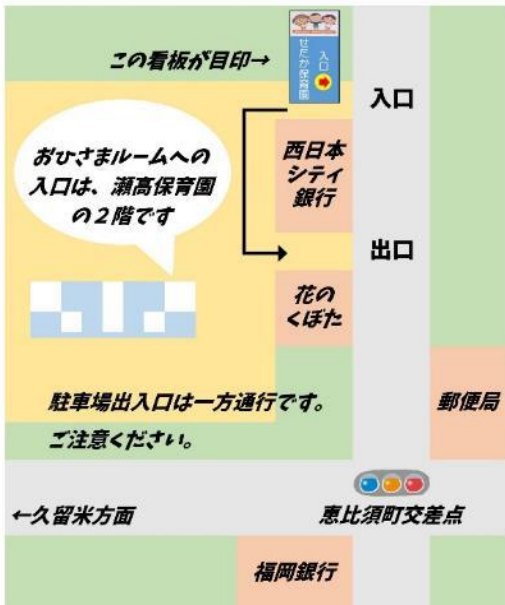 この看板が目印→
入口
せたか保育園
入口
おひさまルームへの
入口は、瀬高保育園
の２階です
西日本
シティ
銀行
出口
花の
くぼた
駐車場出入口は一方通行です。
ご注意ください。
郵便局
←久留米方面
恵比須町交差点
福岡銀行